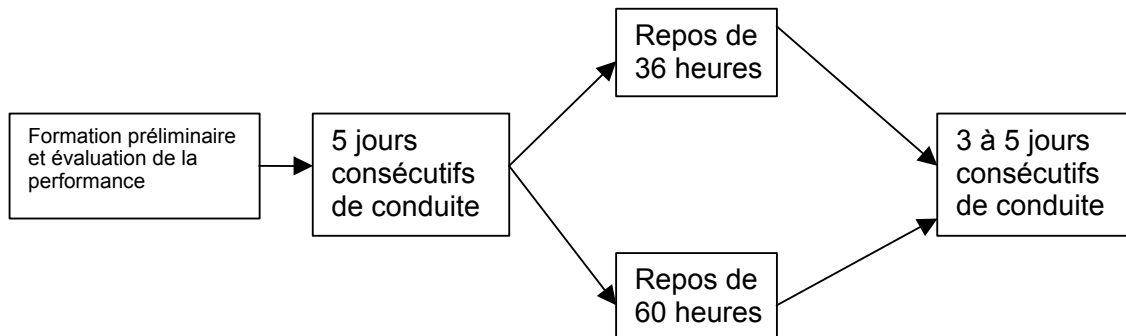 Formation préliminaire
et évaluation de la
performance
5 jours
consécutifs
de conduite
Repos de
36 heures
Repos de
60 heures
3 à 5 jours
consécutifs
de conduite